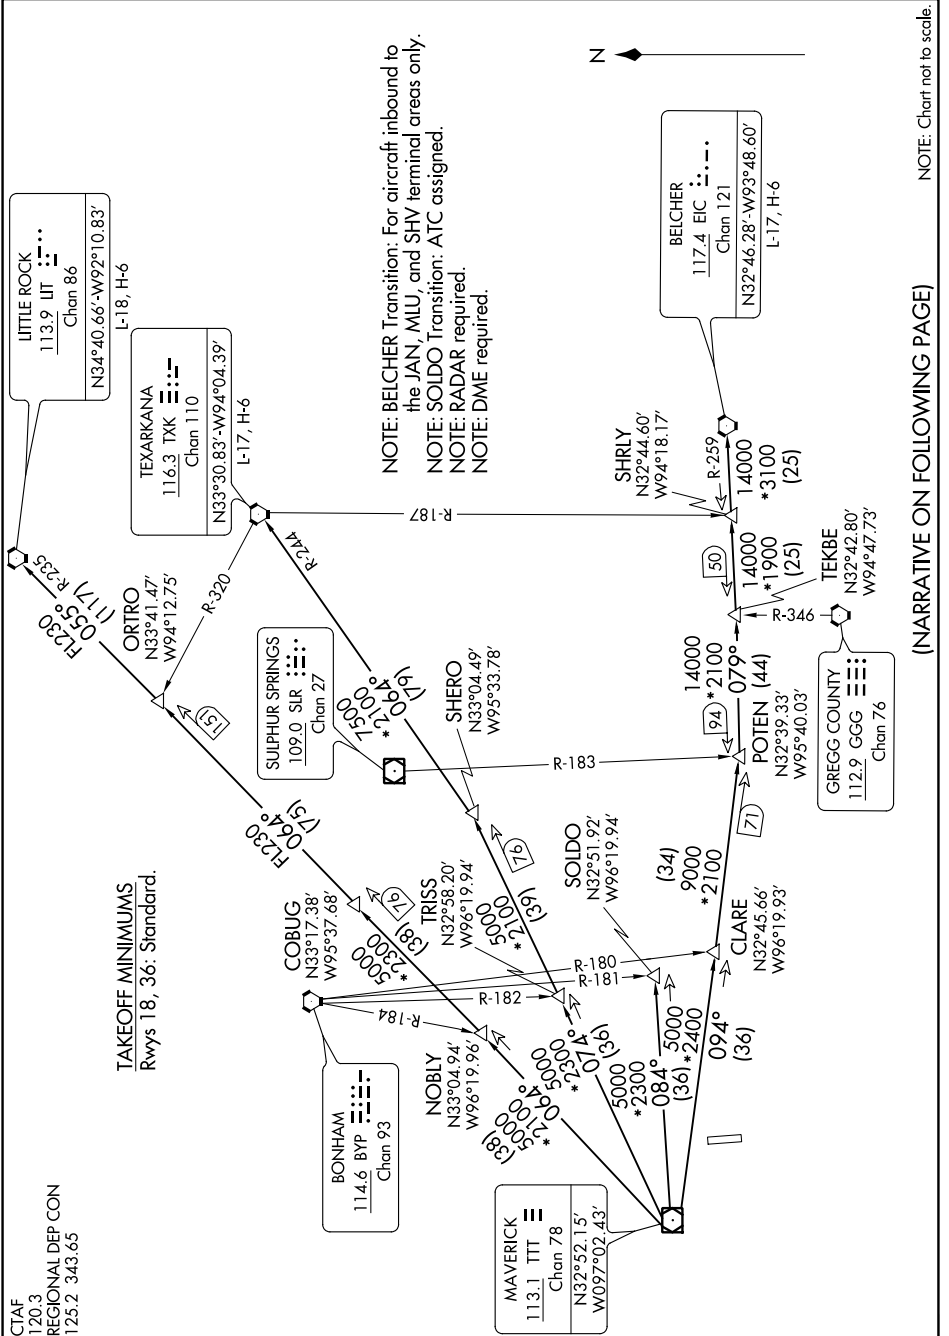 CTAF
120.3
REGIONAL DEP CON
125.2 343.65
TAKEOFF MINIMUMS
Rwys 18, 36: Standard.
LITTLE ROCK
113.9 LIT
Chan 86
N34°40.66'-W92°10.83'
L-18, H-6
TEXARKANA
116.3 TXK
Chan 110
N33°30.83'-W94°04.39'
L-17, H-6
NOTE: BELCHER Transition: For aircraft inbound to
the JAN, MLU, and SHV terminal areas only.
NOTE: SOLDO Transition: ATC assigned.
NOTE: RADAR required.
NOTE: DME required.
N
R-235
FL230
055°
(117)
ORTRO
N33°41.47'
W94°12.75'
R-320
151
FL230
064°
(75)
R-244
R-187
SULPHUR SPRINGS
109.0 SLR
Chan 27
7500
*2100
064°
(79)
COBUG
N33°17.38'
W95°37.68'
76
5000
*2300
(38)
SHERO
N33°04.49'
W95°33.78'
76
5000
*2100
(39)
TRISS
N32°58.20'
W96°19.94'
SOLDO
N32°51.92'
W96°19.94'
R-183
BONHAM
114.6 BYP
Chan 93
R-184
R-182
R-181
R-180
NOBLY
N33°04.94'
W96°19.96'
(38)
5000
*2100
064°
5000
*2300
074°
(36)
5000
*2300
084°
(36)
5000
*2400
094°
(36)
MAVERICK
113.1 TTT
Chan 78
N32°52.15'
W097°02.43'
CLARE
N32°45.66'
W96°19.93'
(34)
9000
*2100
71
POTEN
N32°39.33'
W95°40.03'
94
14000
*2100
079°
(44)
GREGG COUNTY
112.9 GGG
Chan 76
R-346
TEKBE
N32°42.80'
W94°47.73'
50
14000
*1900
(25)
SHRLY
N32°44.60'
W94°18.17'
R-259
14000
*3100
(25)
BELCHER
117.4 EIC
Chan 121
N32°46.28'-W93°48.60'
L-17, H-6
(NARRATIVE ON FOLLOWING PAGE)
NOTE: Chart not to scale.